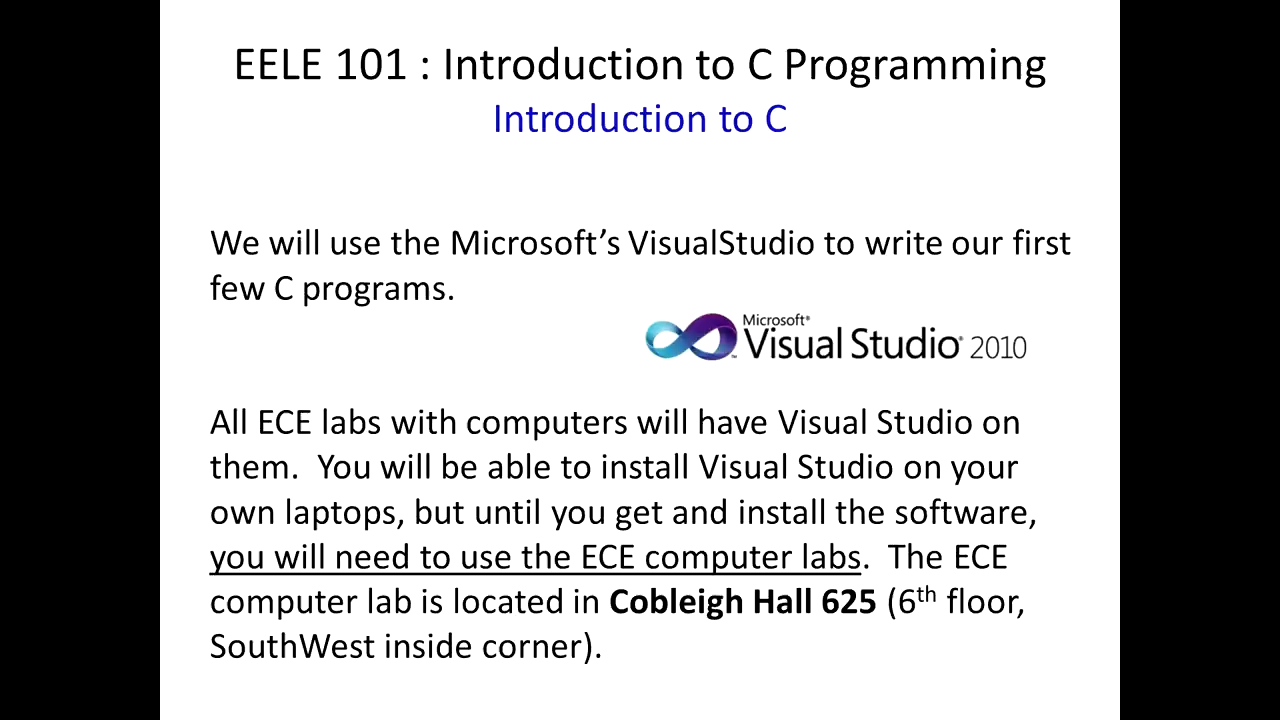 EELE 101 : Introduction to C Programming
Introduction to C
We will use the Microsoft’s VisualStudio to write our first
few C programs.
Microsoft®
Visual Studio® 2010
™
All ECE labs with computers will have Visual Studio on
them.  You will be able to install Visual Studio on your
own laptops, but until you get and install the software,
you will need to use the ECE computer labs.  The ECE
computer lab is located in Cobleigh Hall 625 (6th floor,
SouthWest inside corner).